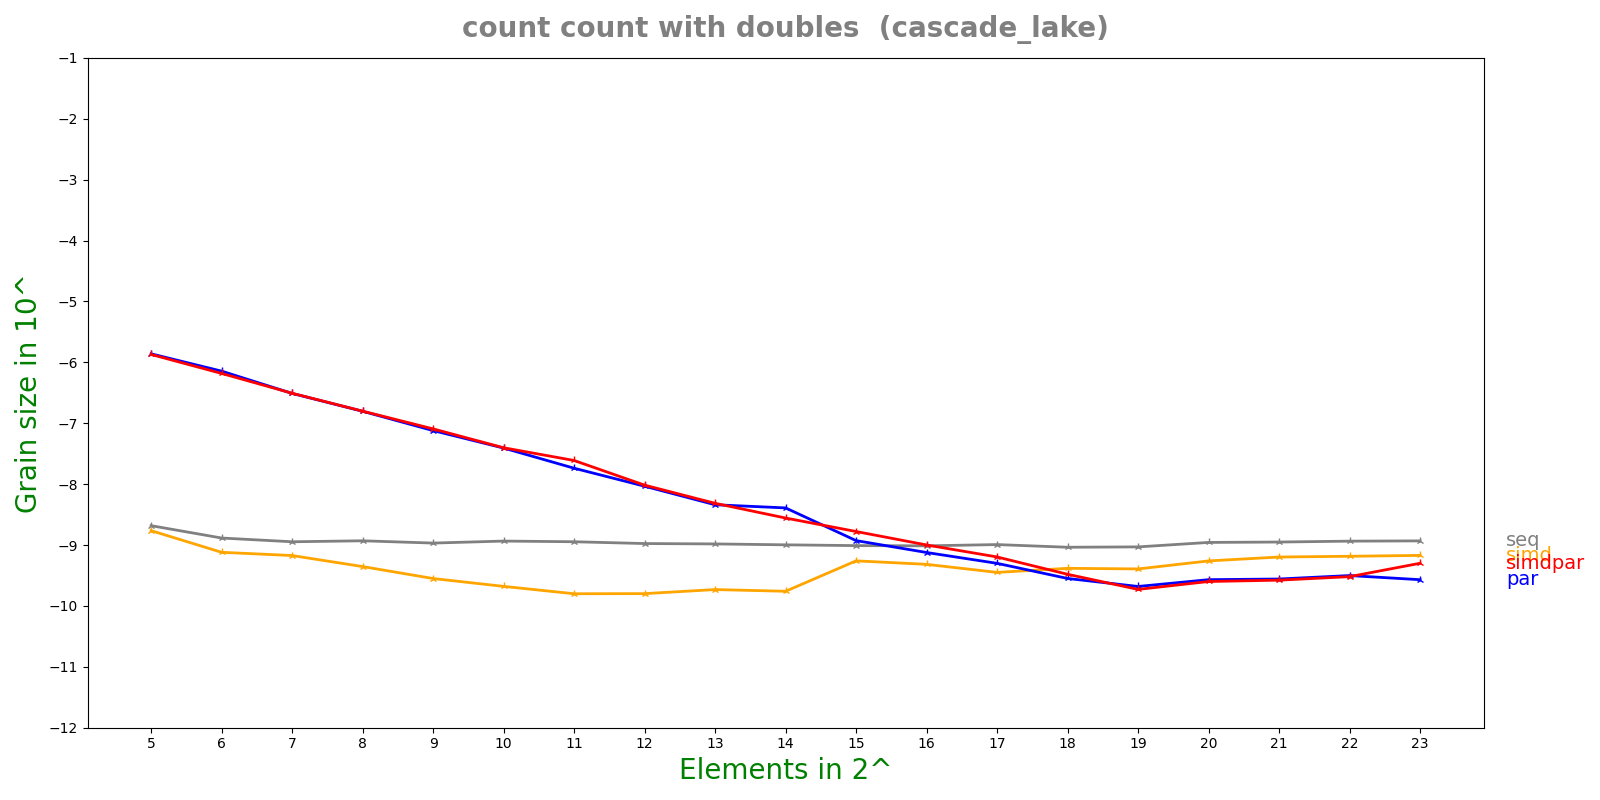 count count with doubles (cascade_lake)
Grain size in 10^
−1
−2
−3
−4
−5
−6
−7
−8
−9
−10
−11
−12
seq
simd
simdpar
par
5 6 7 8 9 10 11 12 13 14 15 16 17 18 19 20 21 22 23
Elements in 2^